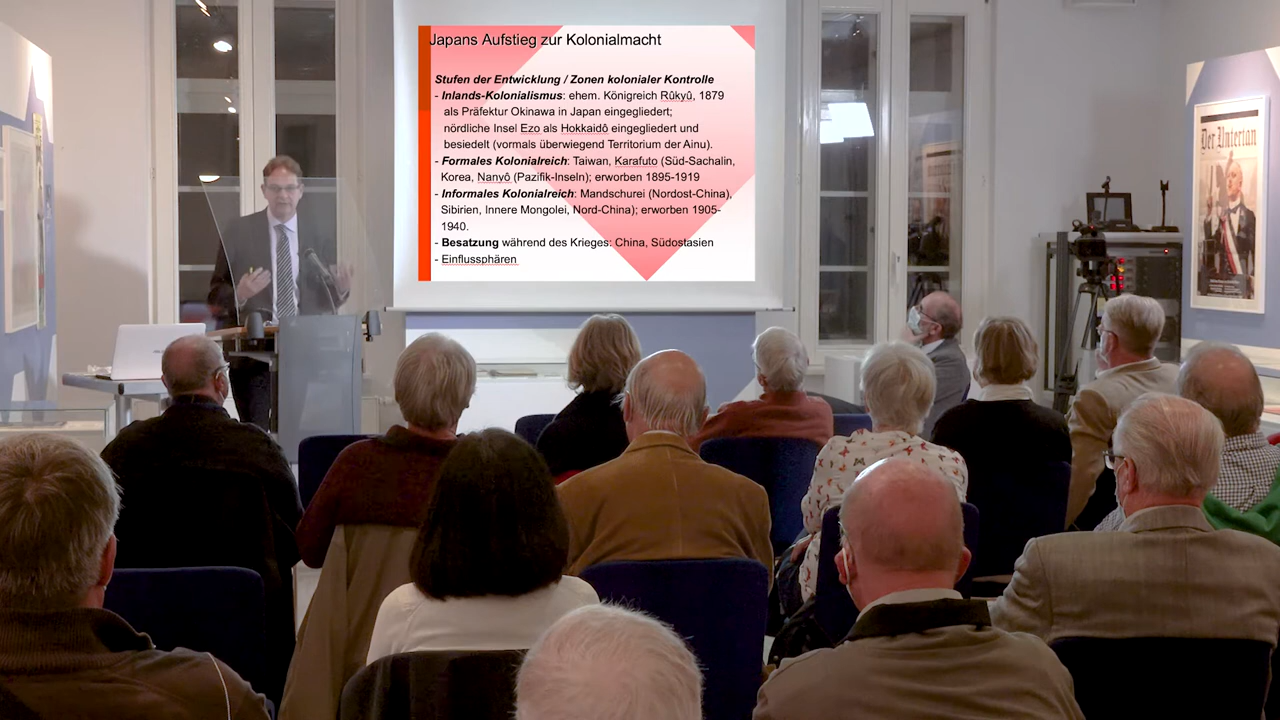 Japans Aufstieg zur Kolonialmacht
Stufen der Entwicklung / Zonen kolonialer Kontrolle
- Inlands-Kolonialismus: ehem. Königreich Rûkyû, 1879
als Präfektur Okinawa in Japan eingegliedert;
nördliche Insel Ezo als Hokkaidô eingegliedert und
besiedelt (vormals überwiegend Territorium der Ainu).
- Formales Kolonialreich: Taiwan, Karafuto (Süd-Sachalin,
Korea, Nanyô (Pazifik-Inseln); erworben 1895-1919
- Informales Kolonialreich: Mandschurei (Nordost-China),
Sibirien, Innere Mongolei, Nord-China); erworben 1905-
1940.
- Besatzung während des Krieges: China, Südostasien
- Einflussphären
Der Untertan